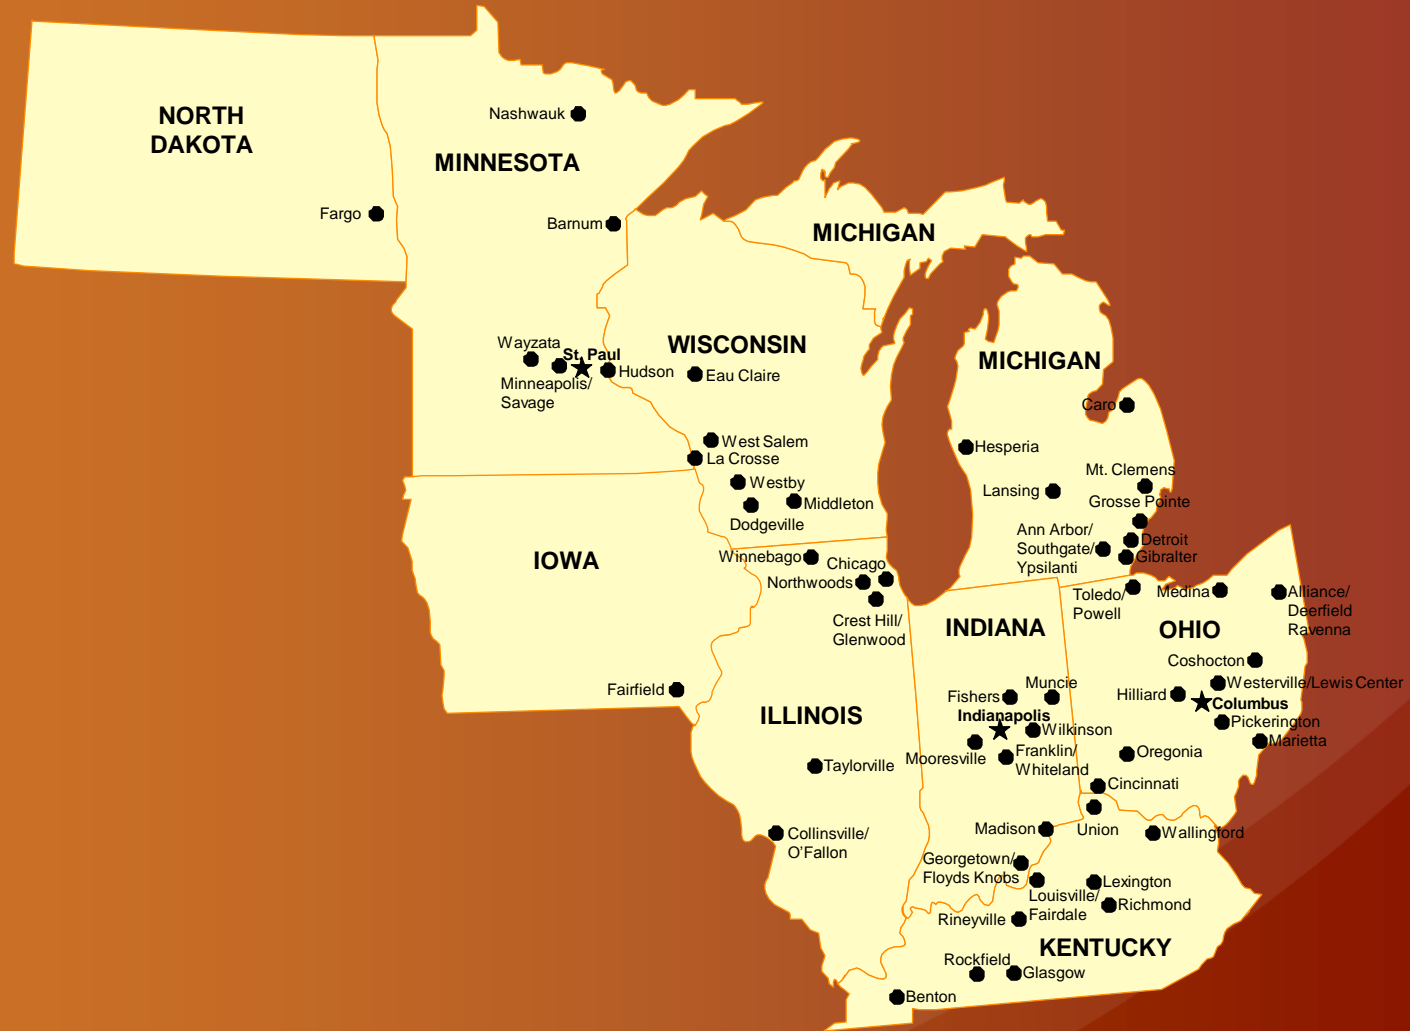 NORTH
DAKOTA
Fargo
Nashwauk
MINNESOTA
Barnum
Wayzata
St. Paul
Minneapolis/
Savage
Hudson
WISCONSIN
Eau Claire
West Salem
La Crosse
Westby
Middleton
Dodgeville
MICHIGAN
MICHIGAN
Caro
Hesperia
Mt. Clemens
Lansing
Grosse Pointe
Ann Arbor/
Southgate/
Ypsilanti
Detroit
Gibralter
IOWA
Fairfield
Winnebago
Chicago
Northwoods
Crest Hill/
Glenwood
ILLINOIS
Taylorville
Collinsville/
O'Fallon
INDIANA
Fishers
Muncie
Indianapolis
Wilkinson
Mooresville
Franklin/
Whiteland
Madison
Georgetown/
Floyds Knobs
Toledo/
Powell
Medina
Alliance/
Deerfield
Ravenna
OHIO
Coshocton
Westerville/Lewis Center
Hilliard
Columbus
Pickerington
Marietta
Oregonia
Cincinnati
Union
Wallingford
Lexington
Louisville/
Fairdale
Richmond
Rineyville
KENTUCKY
Rockfield
Glasgow
Benton